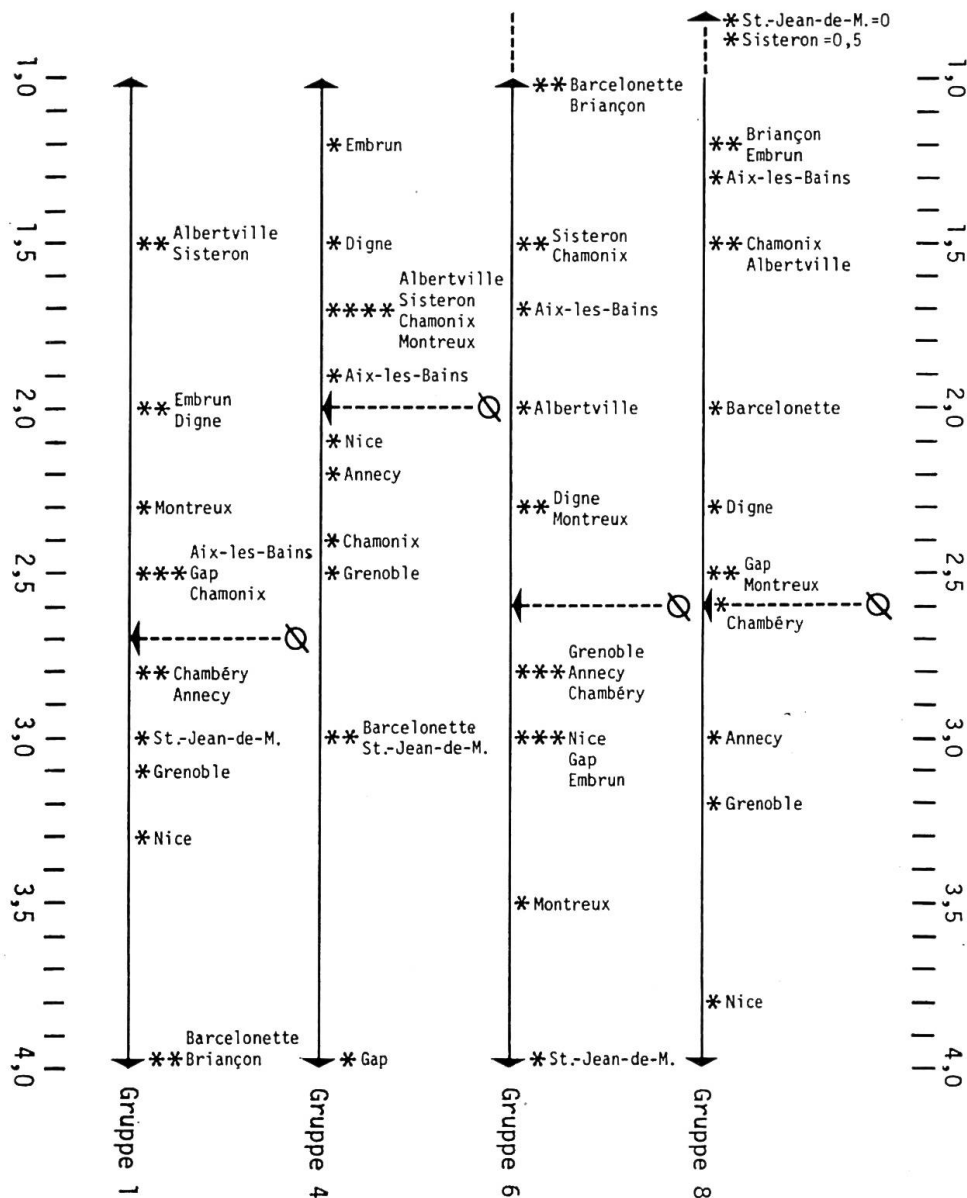 1,0
1,5
2,0
2,5
3,0
3,5
4,0
**Albertville
Sisteron
**Embrun
Digne
*Montreux
Aix-les-Bains
***Gap
Chamonix
Ø
**Chambéry
Annecy
*St.-Jean-de-M.
*Grenoble
*Nice
Barcelonette
**Briançon
Gruppe 1
*Embrun
*Digne
Albertville
Sisteron
****Chamonix
Montreux
*Aix-les-Bains
Ø
*Nice
*Annecy
*Chamonix
*Grenoble
**Barcelonette
St.-Jean-de-M.
*Gap
Gruppe 4
**Barcelonette
Briançon
**Sisteron
Chamonix
*Aix-les-Bains
*Albertville
**Digne
Montreux
Ø
Grenoble
***Annecy
Chambéry
***Nice
Gap
Embrun
*Montreux
*St.-Jean-de-M.
Gruppe 6
*St.-Jean-de-M.=0
*Sisteron=0,5
**Briançon
Embrun
*Aix-les-Bains
**Chamonix
Albertville
*Barcelonette
*Digne
**Gap
Montreux
Ø
*Chambéry
*Annecy
*Grenoble
*Nice
Gruppe 8
1,0
1,5
2,0
2,5
3,0
3,5
4,0